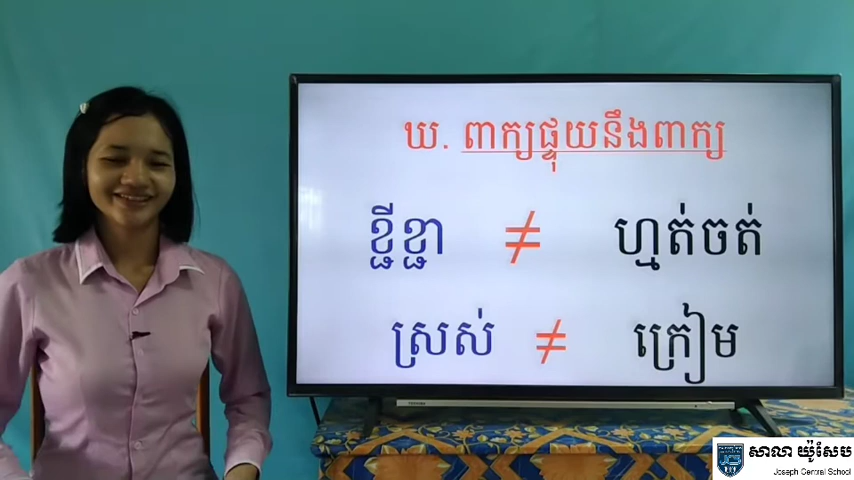 ឃ. ពាក្យផ្ទុយនឹងពាក្យ
ខ្ជីខ្ជា ≠ ហ្មត់ចត់
ស្រស់ ≠ ក្រៀម
សាលា យ៉ូសែប
Joseph Central School